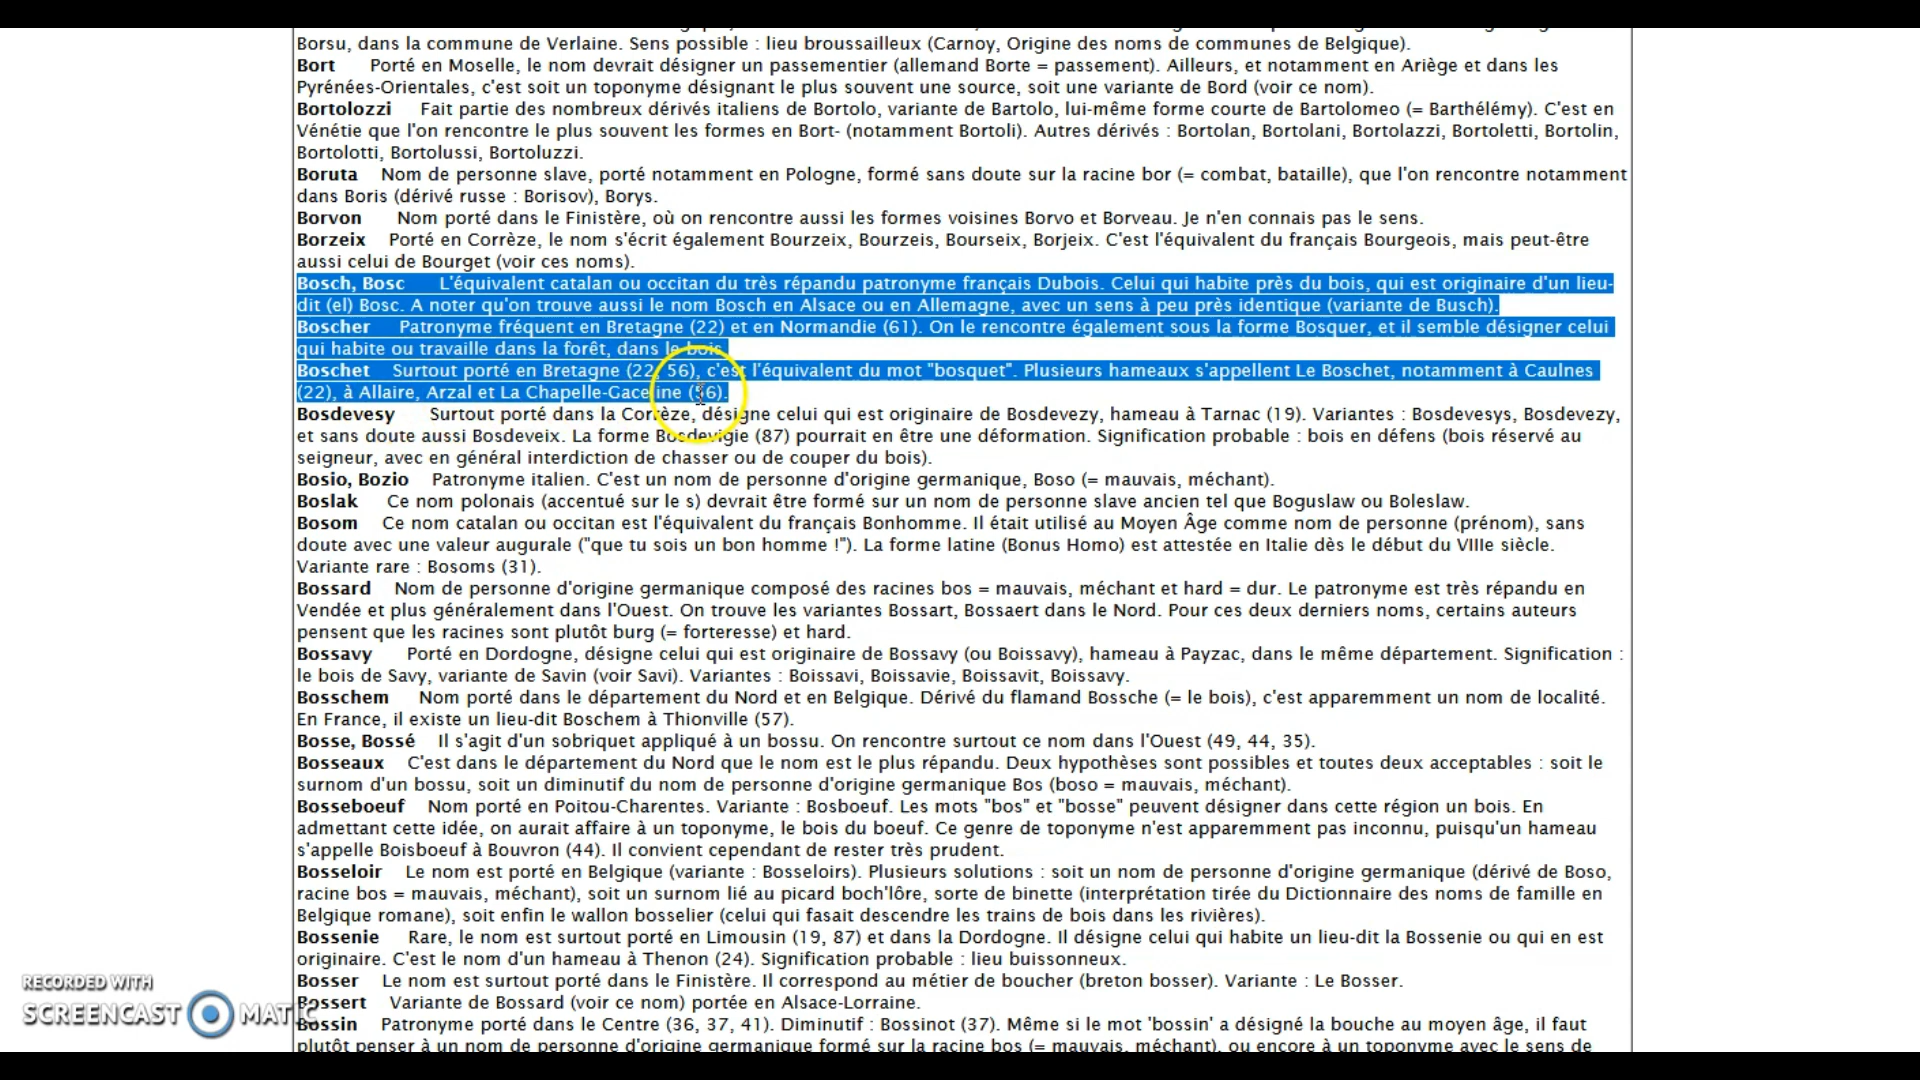 Borsu, dans la commune de Verlaine. Sens possible : lieu broussailleux (Carnoy, Origine des noms de communes de Belgique).
Bort Porté en Moselle, le nom devrait désigner un passementier (allemand Borte = passement). Ailleurs, et notamment en Ariège et dans les
Pyrénées-Orientales, c'est soit un toponyme désignant le plus souvent une source, soit une variante de Bord (voir ce nom).
Bortolozzi Fait partie des nombreux dérivés italiens de Bortolo, variante de Bartolo, lui-même forme courte de Bartolomeo (= Barthélémy). C'est en
Vénétie que l'on rencontre le plus souvent les formes en Bort- (notamment Bortoli). Autres dérivés : Bortolan, Bortolani, Bortolazzi, Bortoletti, Bortolin,
Bortolotti, Bortolussi, Bortoluzzi.
Boruta Nom de personne slave, porté notamment en Pologne, formé sans doute sur la racine bor (= combat, bataille), que l'on rencontre notamment
dans Boris (dérivé russe : Borisov), Borys.
Borvon Nom porté dans le Finistère, où on rencontre aussi les formes voisines Borvo et Borveau. Je n'en connais pas le sens.
Borzeix Porté en Corrèze, le nom s'écrit également Bourzeix, Bourzeis, Bourseix, Borjeix. C'est l'équivalent du français Bourgeois, mais peut-être
aussi celui de Bourget (voir ces noms).
Bosch, Bosc L'équivalent catalan ou occitan du très répandu patronyme français Dubois. Celui qui habite près du bois, qui est originaire d'un lieu-
dit (el) Bosc. A noter qu'on trouve aussi le nom Bosch en Alsace ou en Allemagne, avec un sens à peu près identique (variante de Busch).
Boscher Patronyme fréquent en Bretagne (22) et en Normandie (61). On le rencontre également sous la forme Bosquer, et il semble désigner celui
qui habite ou travaille dans la forêt, dans le bois.
Boschet Surtout porté en Bretagne (22, 56), c'est l'équivalent du mot "bosquet". Plusieurs hameaux s'appellent Le Boschet, notamment à Caulnes
(22), à Allaire, Arzal et La Chapelle-Gaceline (56).
Bosdevesy Surtout porté dans la Corrèze, désigne celui qui est originaire de Bosdevezy, hameau à Tarnac (19). Variantes : Bosdevesys, Bosdevezy,
et sans doute aussi Bosdeveix. La forme Bosdevigie (87) pourrait en être une déformation. Signification probable : bois en défens (bois réservé au
seigneur, avec en général interdiction de chasser ou de couper du bois).
Bosio, Bozio Patronyme italien. C'est un nom de personne d'origine germanique, Boso (= mauvais, méchant).
Boslak Ce nom polonais (accentué sur le s) devrait être formé sur un nom de personne slave ancien tel que Boguslaw ou Boleslaw.
Bosom Ce nom catalan ou occitan est l'équivalent du français Bonhomme. Il était utilisé au Moyen Âge comme nom de personne (prénom), sans
doute avec une valeur augurale ("que tu sois un bon homme !"). La forme latine (Bonus Homo) est attestée en Italie dès le début du VIIIe siècle.
Variante rare : Bosoms (31).
Bossard Nom de personne d'origine germanique composé des racines bos = mauvais, méchant et hard = dur. Le patronyme est très répandu en
Vendée et plus généralement dans l'Ouest. On trouve les variantes Bossart, Bossaert dans le Nord. Pour ces deux derniers noms, certains auteurs
pensent que les racines sont plutôt burg (= forteresse) et hard.
Bossavy Porté en Dordogne, désigne celui qui est originaire de Bossavy (ou Boissavy), hameau à Payzac, dans le même département. Signification :
le bois de Savy, variante de Savin (voir Savi). Variantes : Boissavi, Boissavie, Boissavit, Boissavy.
Bosschem Nom porté dans le département du Nord et en Belgique. Dérivé du flamand Bossche (= le bois), c'est apparemment un nom de localité.
En France, il existe un lieu-dit Boschem à Thionville (57).
Bosse, Bossé Il s'agit d'un sobriquet appliqué à un bossu. On rencontre surtout ce nom dans l'Ouest (49, 44, 35).
Bosseaux C'est dans le département du Nord que le nom est le plus répandu. Deux hypothèses sont possibles et toutes deux acceptables : soit le
surnom d'un bossu, soit un diminutif du nom de personne d'origine germanique Bos (boso = mauvais, méchant).
Bosseboeuf Nom porté en Poitou-Charentes. Variante : Bosboeuf. Les mots "bos" et "bosse" peuvent désigner dans cette région un bois. En
admettant cette idée, on aurait affaire à un toponyme, le bois du boeuf. Ce genre de toponyme n'est apparemment pas inconnu, puisqu'un hameau
s'appelle Boisboeuf à Bouvron (44). Il convient cependant de rester très prudent.
Bosseloir Le nom est porté en Belgique (variante : Bosseloirs). Plusieurs solutions : soit un nom de personne d'origine germanique (dérivé de Boso,
racine bos = mauvais, méchant), soit un surnom lié au picard boch'lôre, sorte de binette (interprétation tirée du Dictionnaire des noms de famille en
Belgique romane), soit enfin le wallon bosselier (celui qui fasait descendre les trains de bois dans les rivières).
Bossenie Rare, le nom est surtout porté en Limousin (19, 87) et dans la Dordogne. Il désigne celui qui habite un lieu-dit la Bossenie ou qui en est
originaire. C'est le nom d'un hameau à Thenon (24). Signification probable : lieu buissonneux.
Bosser Le nom est surtout porté dans le Finistère. Il correspond au métier de boucher (breton bosser). Variante : Le Bosser.
Bossert Variante de Bossard (voir ce nom) portée en Alsace-Lorraine.
Bossin Patronyme porté dans le Centre (36, 37, 41). Diminutif : Bossinot (37). Même si le mot 'bossin' a désigné la bouche au moyen âge, il faut
plutôt penser à un nom de personne d'origine germanique formé sur la racine bos (= mauvais, méchant), ou encore à un toponyme avec le sens de
RECORDED WITH
SCREENCAST MATIC